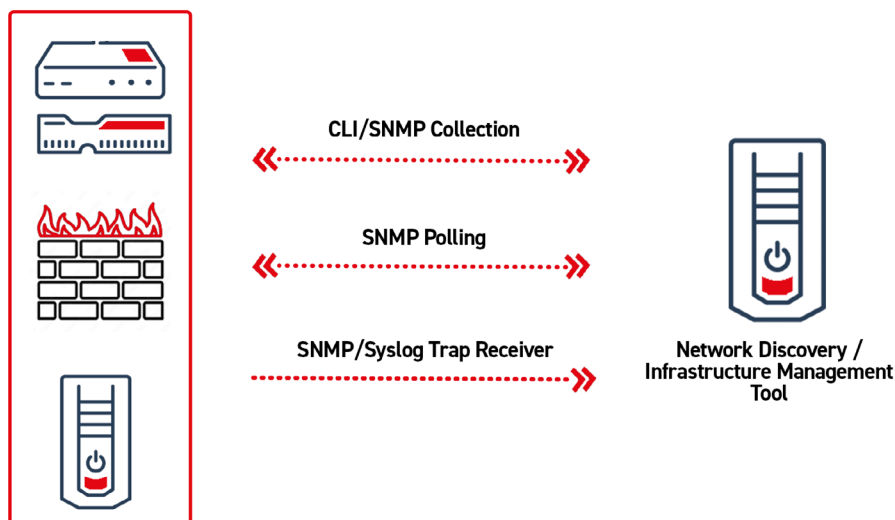 CLI/SNMP Collection
SNMP Polling
SNMP/Syslog Trap Receiver
Network Discovery /
Infrastructure Management
Tool